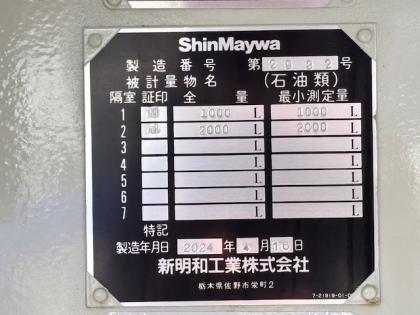 ShinMaywa
製造番号 第2932号
被計量物名 (石油類)
隔室 証印 全量 最小測定量
1 1000 L 1000 L
2 2000 L 2000 L
3 L L
4 L L
5 L L
6 L L
7 L L
特記
製造年月日 2024年 月16日
新明和工業株式会社
栃木県佐野市栄町2